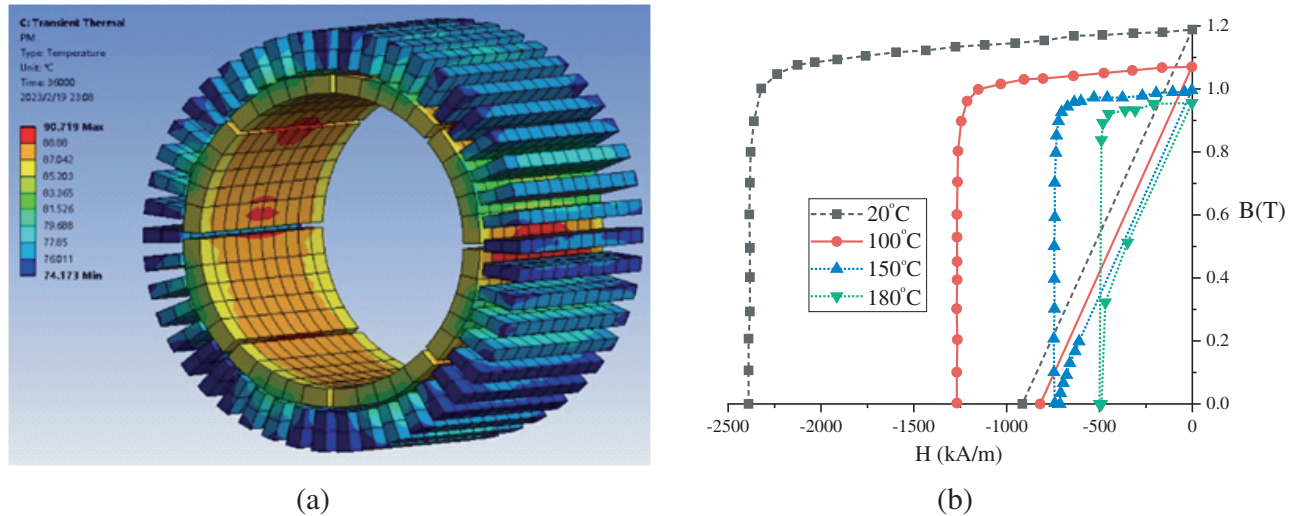 C: Transient Thermal
PM
Type: Temperature
Unit: °C
Time: 36000
2023/2/19 23:08
90.719 Max
88.88
87.042
85.203
83.365
81.526
79.688
77.85
76.011
74.173 Min
(a)
1.2
1.0
0.8
0.6
0.4
0.2
0.0
B(T)
20°C
100°C
150°C
180°C
-2500 -2000 -1500 -1000 -500 0
H (kA/m)
(b)